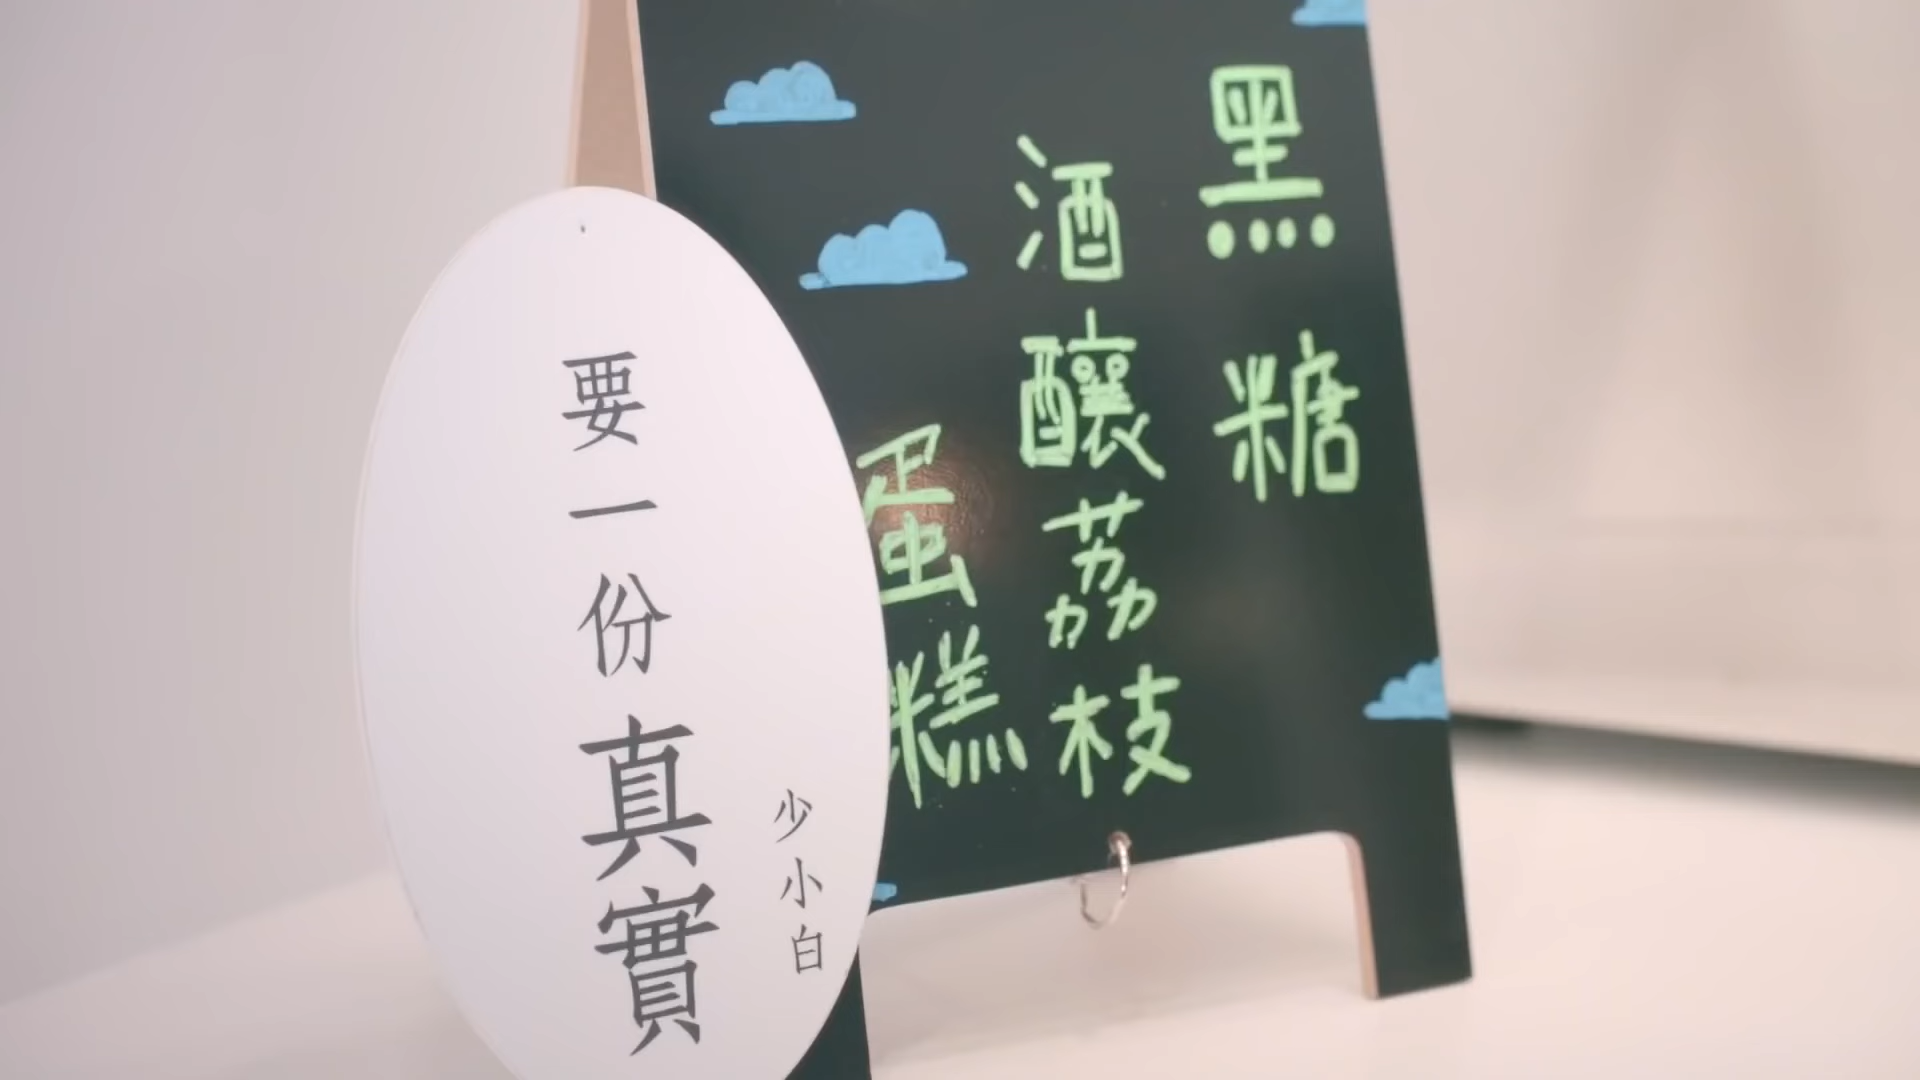 黑糖
酒釀荔枝
蛋糕
要一份真實
少小白